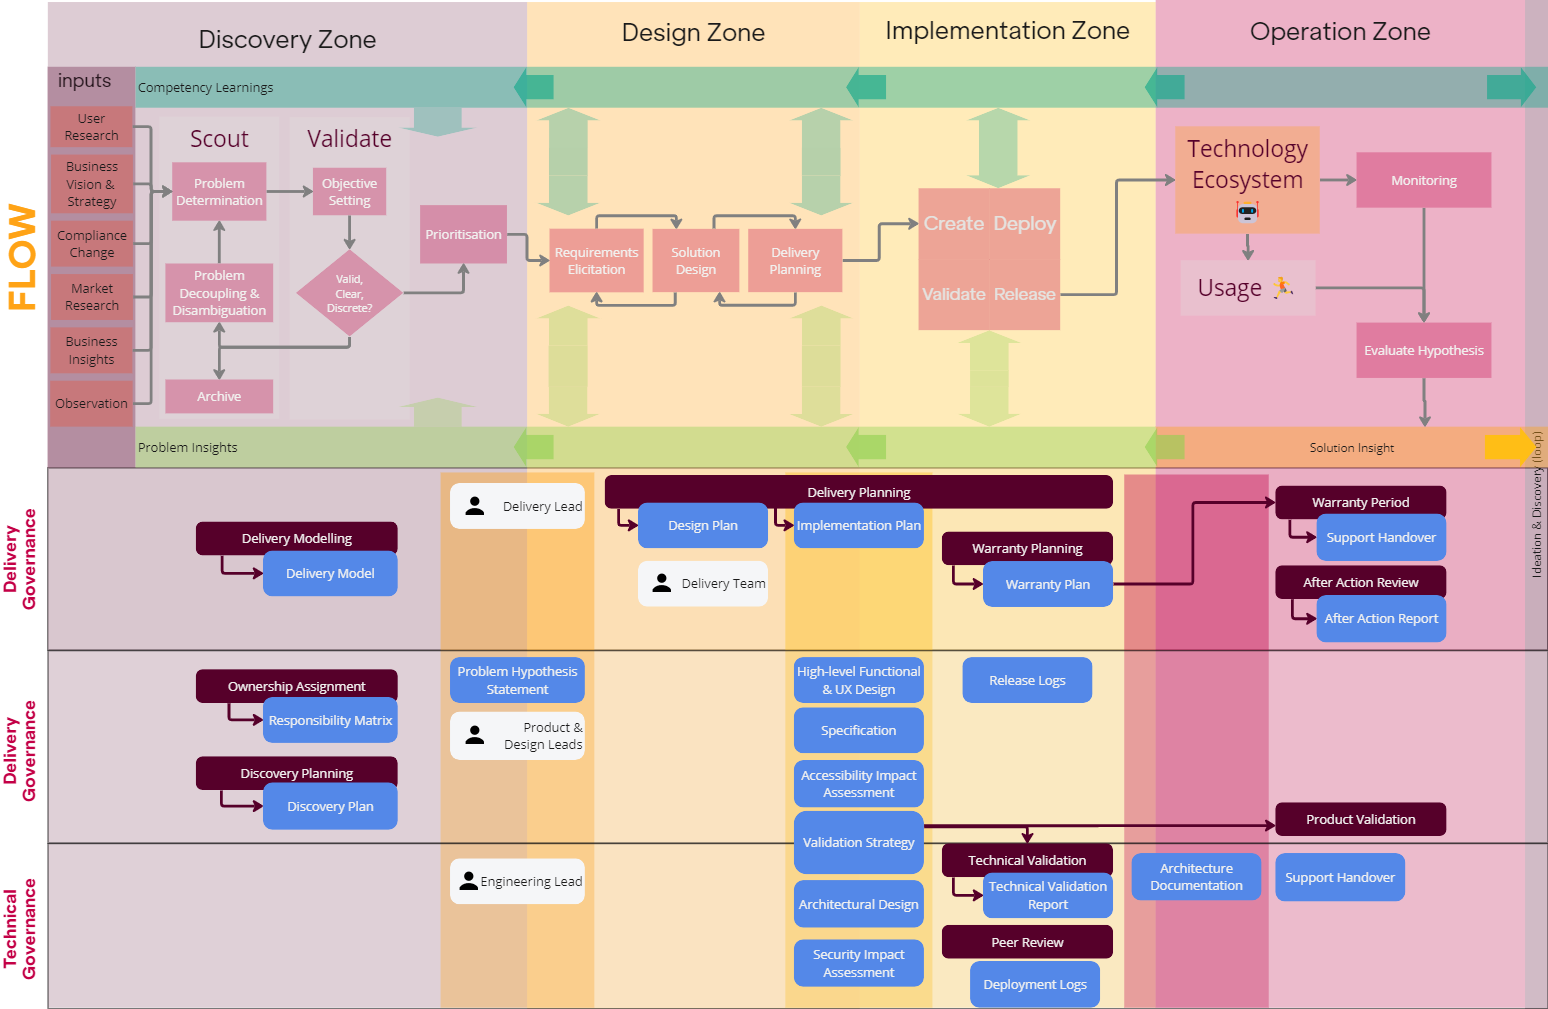 Discovery Zone
Design Zone
Implementation Zone
Operation Zone
inputs
Competency Learnings
FLOW
User
Research
Business
Vision &
Strategy
Compliance
Change
Market
Research
Business
Insights
Observation
Scout
Problem
Determination
Problem
Decoupling &
Disambiguation
Archive
Validate
Objective
Setting
Valid,
Clear,
Discrete?
Prioritisation
Requirements
Elicitation
Solution
Design
Delivery
Planning
Create Deploy
Validate Release
Technology
Ecosystem
Usage
Monitoring
Evaluate Hypothesis
Problem Insights
Solution Insight
Ideation & Discovery (loop)
Delivery
Governance
Delivery Modelling
Delivery Model
Delivery Lead
Delivery Planning
Design Plan
Implementation Plan
Delivery Team
Warranty Planning
Warranty Plan
Warranty Period
Support Handover
After Action Review
After Action Report
Delivery
Governance
Ownership Assignment
Responsibility Matrix
Discovery Planning
Discovery Plan
Problem Hypothesis
Statement
Product &
Design Leads
High-level Functional
& UX Design
Specification
Accessibility Impact
Assessment
Validation Strategy
Release Logs
Product Validation
Technical
Governance
Engineering Lead
Architectural Design
Security Impact
Assessment
Technical Validation
Technical Validation
Report
Peer Review
Deployment Logs
Architecture
Documentation
Support Handover